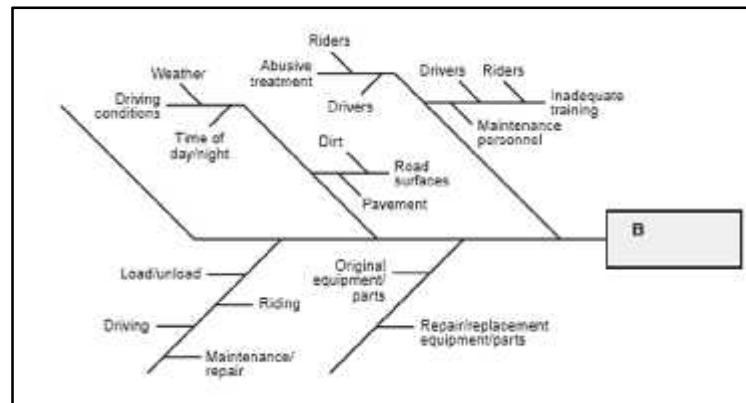 Riders
Abusive
treatment
Drivers
Weather
Driving
conditions
Time of
day/night
Drivers
Riders
Inadequate
training
Maintenance
personnel
Dirt
Road
surfaces
Pavement
B
Load/unload
Riding
Driving
Maintenance/
repair
Original
equipment/
parts
Repair/replacement
equipment/parts